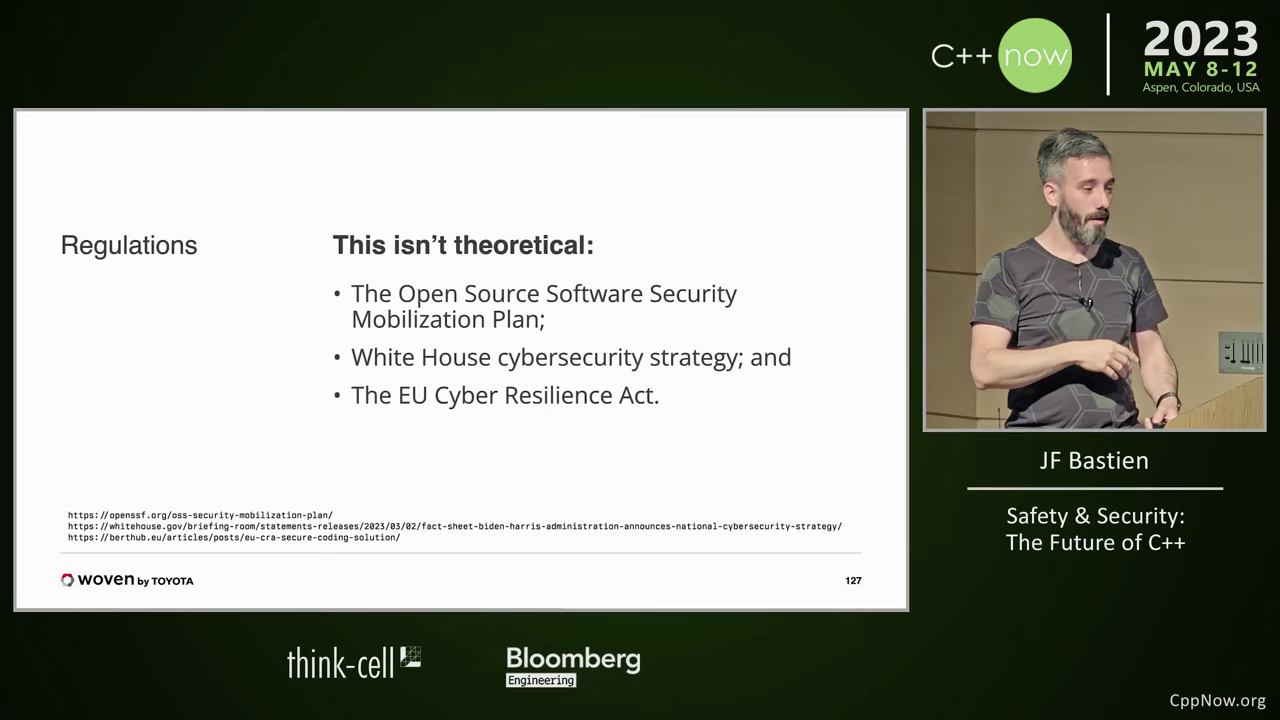 C++ now
2023
MAY 8-12
Aspen, Colorado, USA
Regulations
This isn’t theoretical:
• The Open Source Software Security
Mobilization Plan;
• White House cybersecurity strategy; and
• The EU Cyber Resilience Act.
https://openssf.org/oss-security-mobilization-plan/
https://whitehouse.gov/briefing-room/statements-releases/2023/03/02/fact-sheet-biden-harris-administration-announces-national-cybersecurity-strategy/
https://berthub.eu/articles/posts/eu-cra-secure-coding-solution/
woven by TOYOTA
127
JF Bastien
Safety & Security:
The Future of C++
think-cell
Bloomberg
Engineering
CppNow.org